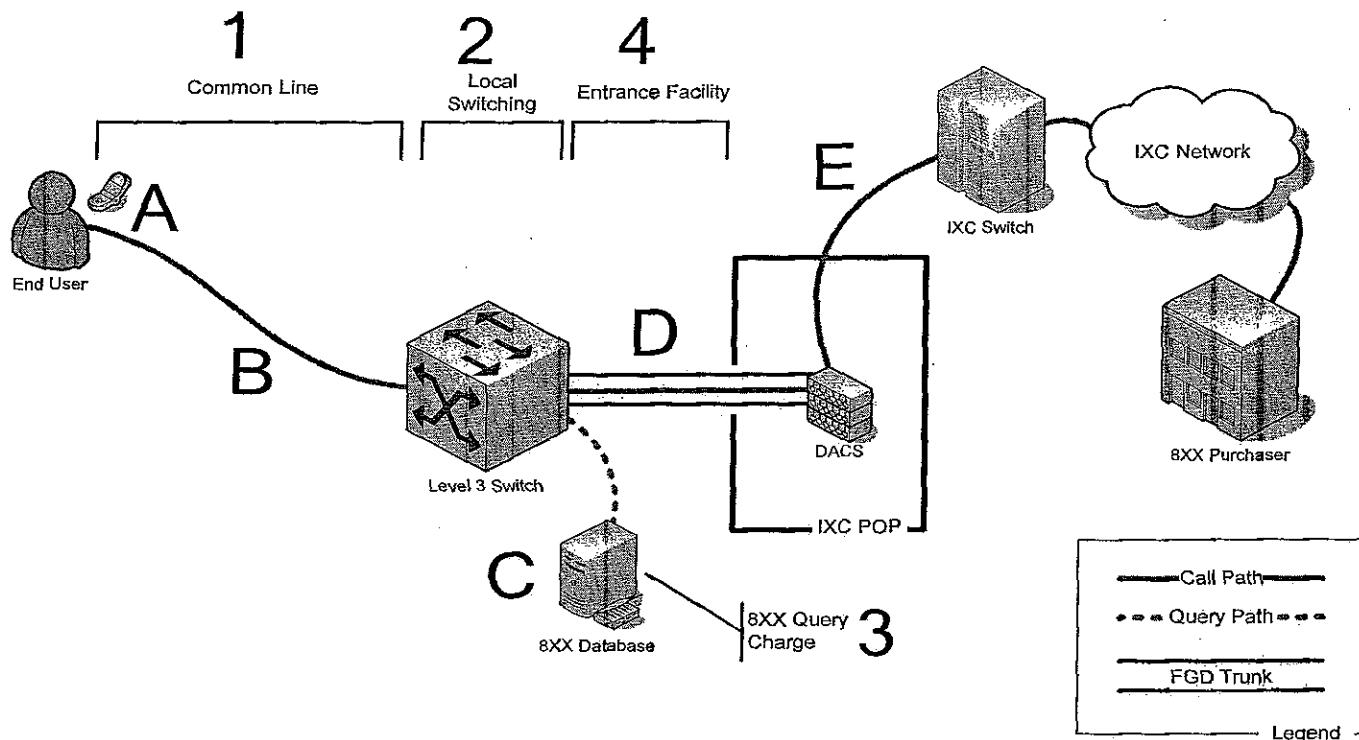 1
2
4
Common Line
Local
Switching
Entrance Facility
A
End User
E
IXC Switch
IXC Network
8XX Purchaser
B
D
Level 3 Switch
DACS
IXC POP
C
8XX Database
8XX Query
Charge
3
Call Path
Query Path
FGD Trunk
Legend